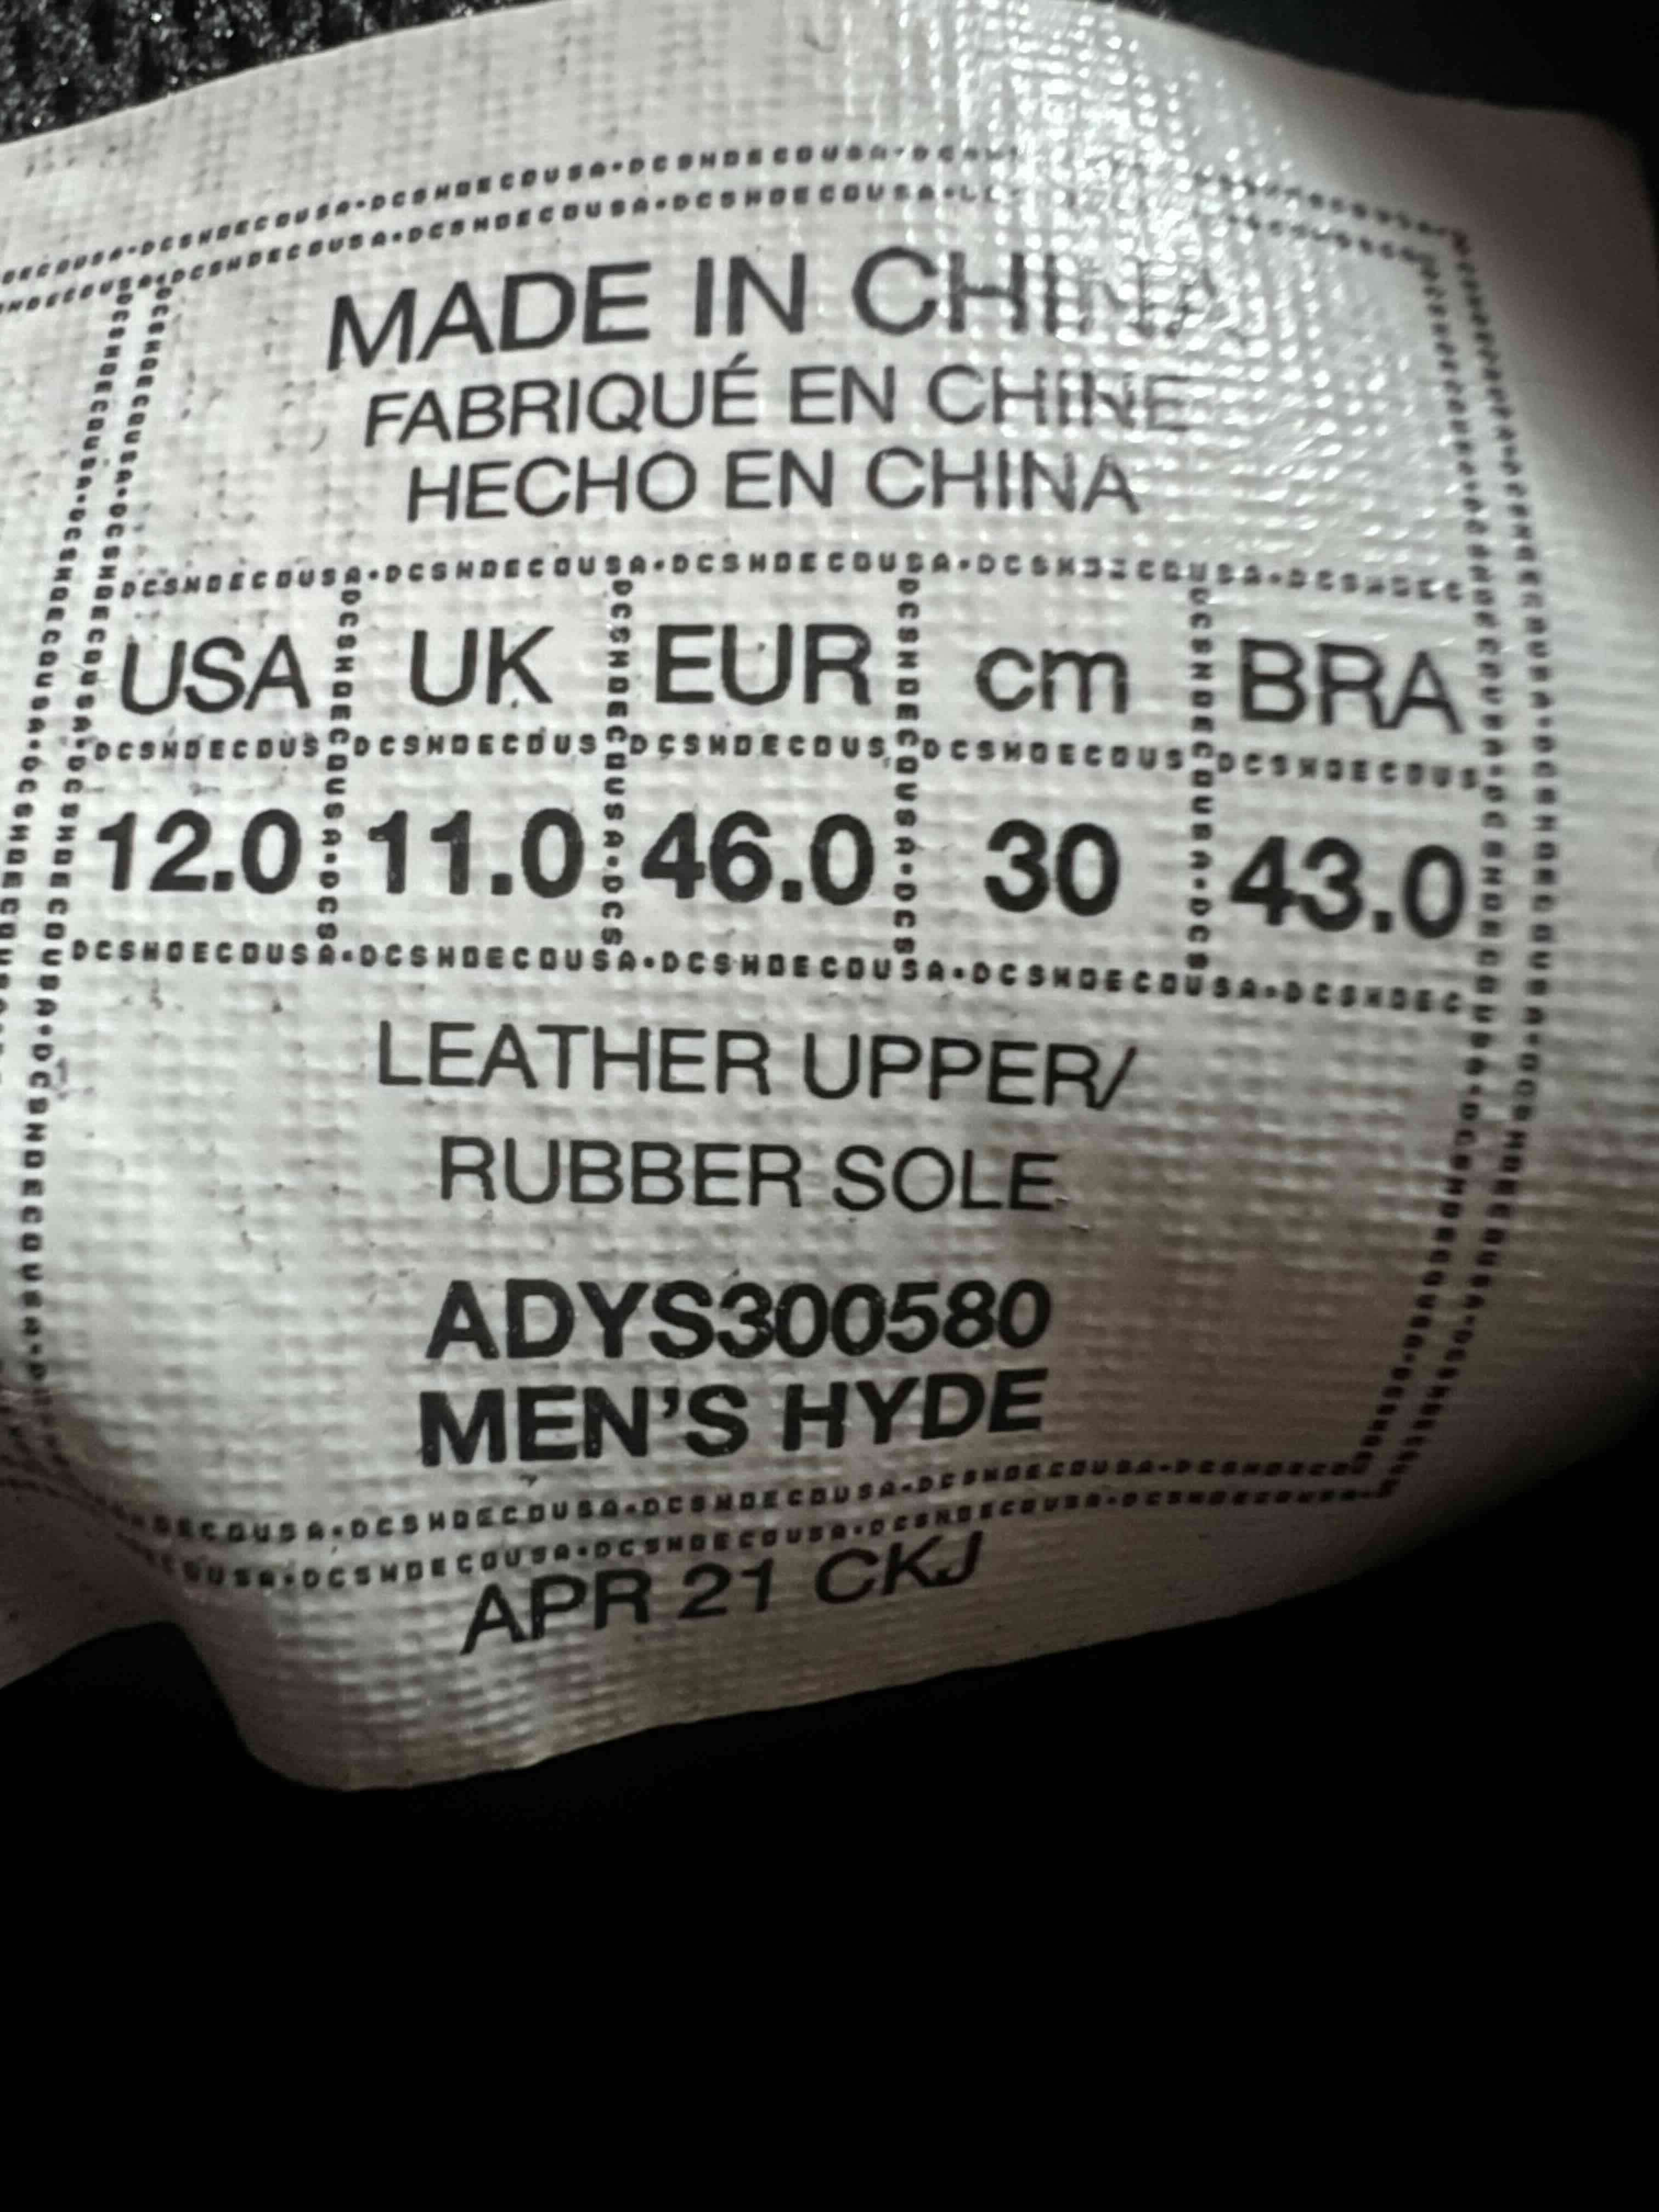 MADE IN CHINA
FABRIQUÉ EN CHINE
HECHO EN CHINA
USA UK EUR cm BRA
12.0 11.0 46.0 30 43.0
LEATHER UPPER/
RUBBER SOLE
ADYS300580
MEN'S HYDE
APR 21 CKJ